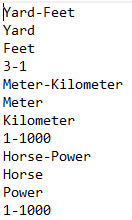 Yard-Feet
Yard
Feet
3-1
Meter-Kilometer
Meter
Kilometer
1-1000
Horse-Power
Horse
Power
1-1000